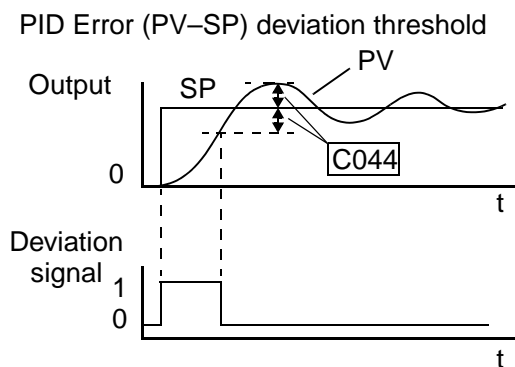 PID Error (PV–SP) deviation threshold
PV
Output
SP
C044
0
t
Deviation
signal
1
0
t